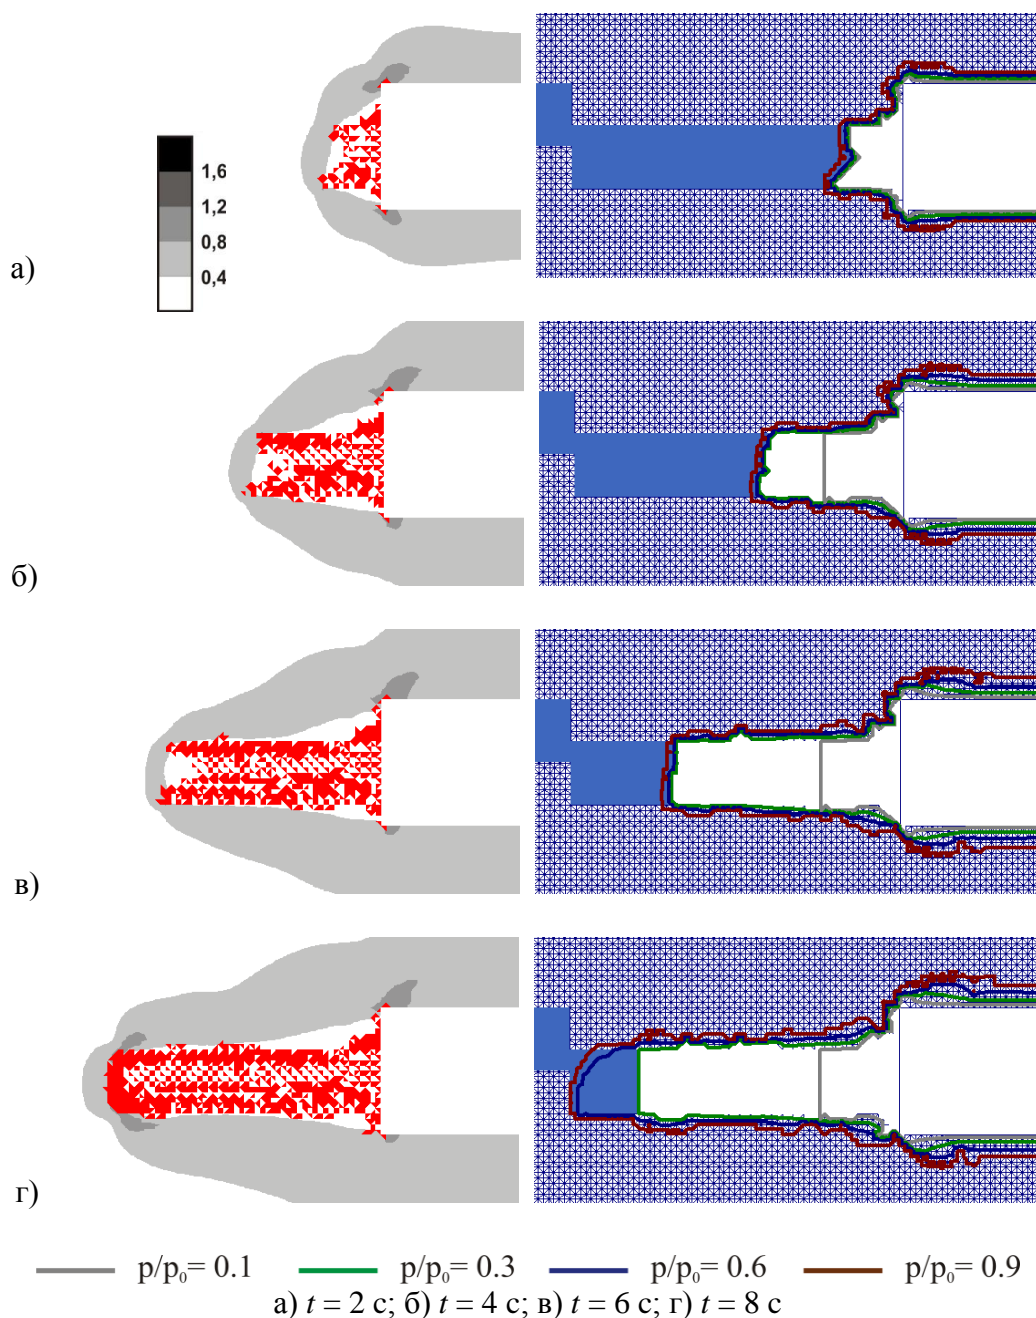 1,6
1,2
0,8
0,4
а)
б)
в)
г)
p/p₀= 0.1 p/p₀= 0.3 p/p₀= 0.6 p/p₀= 0.9
а) t = 2 с; б) t = 4 с; в) t = 6 с; г) t = 8 с